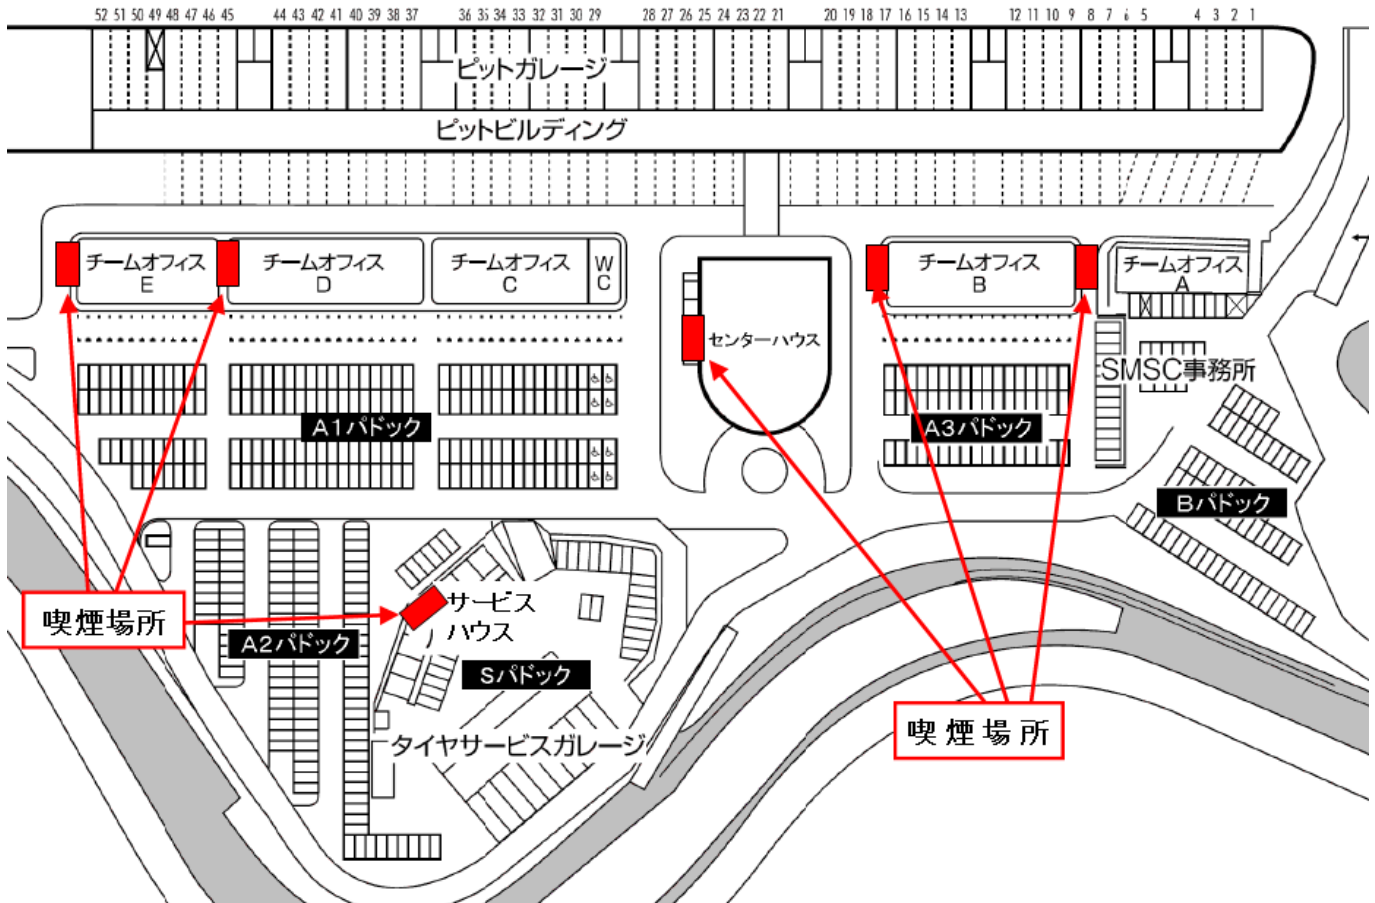 52 51 50 49 48 47 46 45 44 43 42 41 40 39 38 37 36 35 34 33 32 31 30 29 28 27 26 25 24 23 22 21 20 19 18 17 16 15 14 13 12 11 10 9 8 7 6 5 4 3 2 1
ピットガレージ
ピットビルディング
チームオフィス
E
チームオフィス
D
チームオフィス
C
W
C
チームオフィス
B
チームオフィス
A
センターハウス
SMSC事務所
A1パドック
A3パドック
Bパドック
喫煙場所
サービス
ハウス
A2パドック
Sパドック
喫煙場所
タイヤサービスガレージ